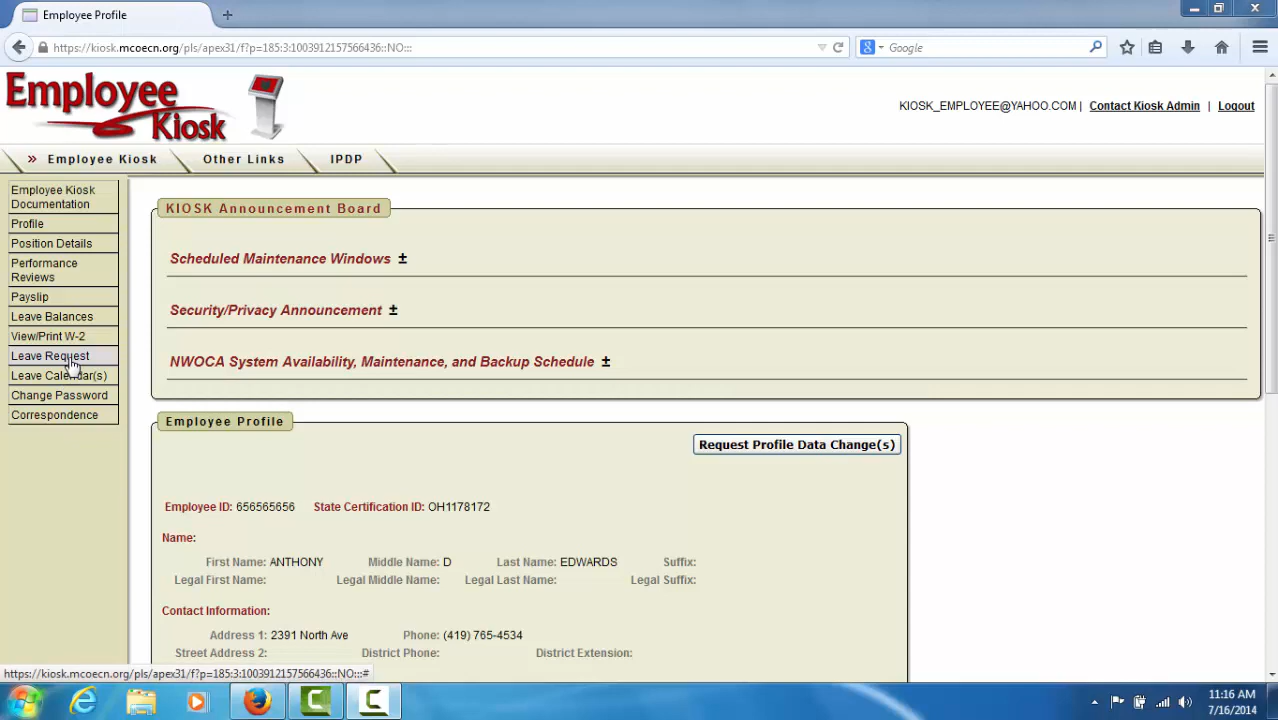 Employee Profile
https://kiosk.mcoecn.org/pls/apex31/f?p=185:3:1003912157566436::NO:::
Google
Employee Kiosk
KIOSK_EMPLOYEE@YAHOO.COM | Contact Kiosk Admin | Logout
» Employee Kiosk Other Links IPDP
Employee Kiosk Documentation
Profile
Position Details
Performance Reviews
Payslip
Leave Balances
View/Print W-2
Leave Request
Leave Calendar(s)
Change Password
Correspondence
KIOSK Announcement Board
Scheduled Maintenance Windows ±
Security/Privacy Announcement ±
NWOCA System Availability, Maintenance, and Backup Schedule ±
Employee Profile
Request Profile Data Change(s)
Employee ID: 656565656 State Certification ID: OH1178172
Name:
First Name: ANTHONY Middle Name: D Last Name: EDWARDS Suffix:
Legal First Name: Legal Middle Name: Legal Last Name: Legal Suffix:
Contact Information:
Address 1: 2391 North Ave Phone: (419) 765-4534
Street Address 2: District Phone: District Extension:
https://kiosk.mcoecn.org/pls/apex31/f?p=185:3:1003912157566436::NO:::#
11:16 AM
7/16/2014